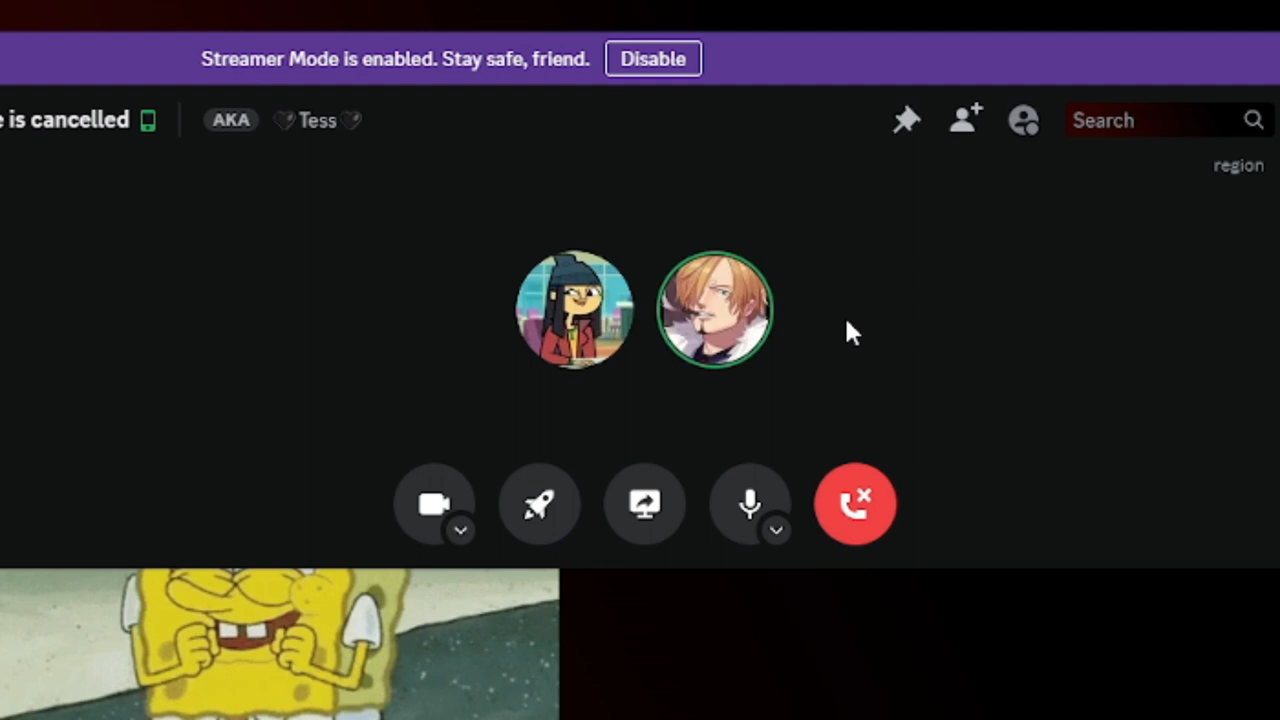 Streamer Mode is enabled. Stay safe, friend. Disable
is cancelled AKA 🖤Tess🖤 Search
region